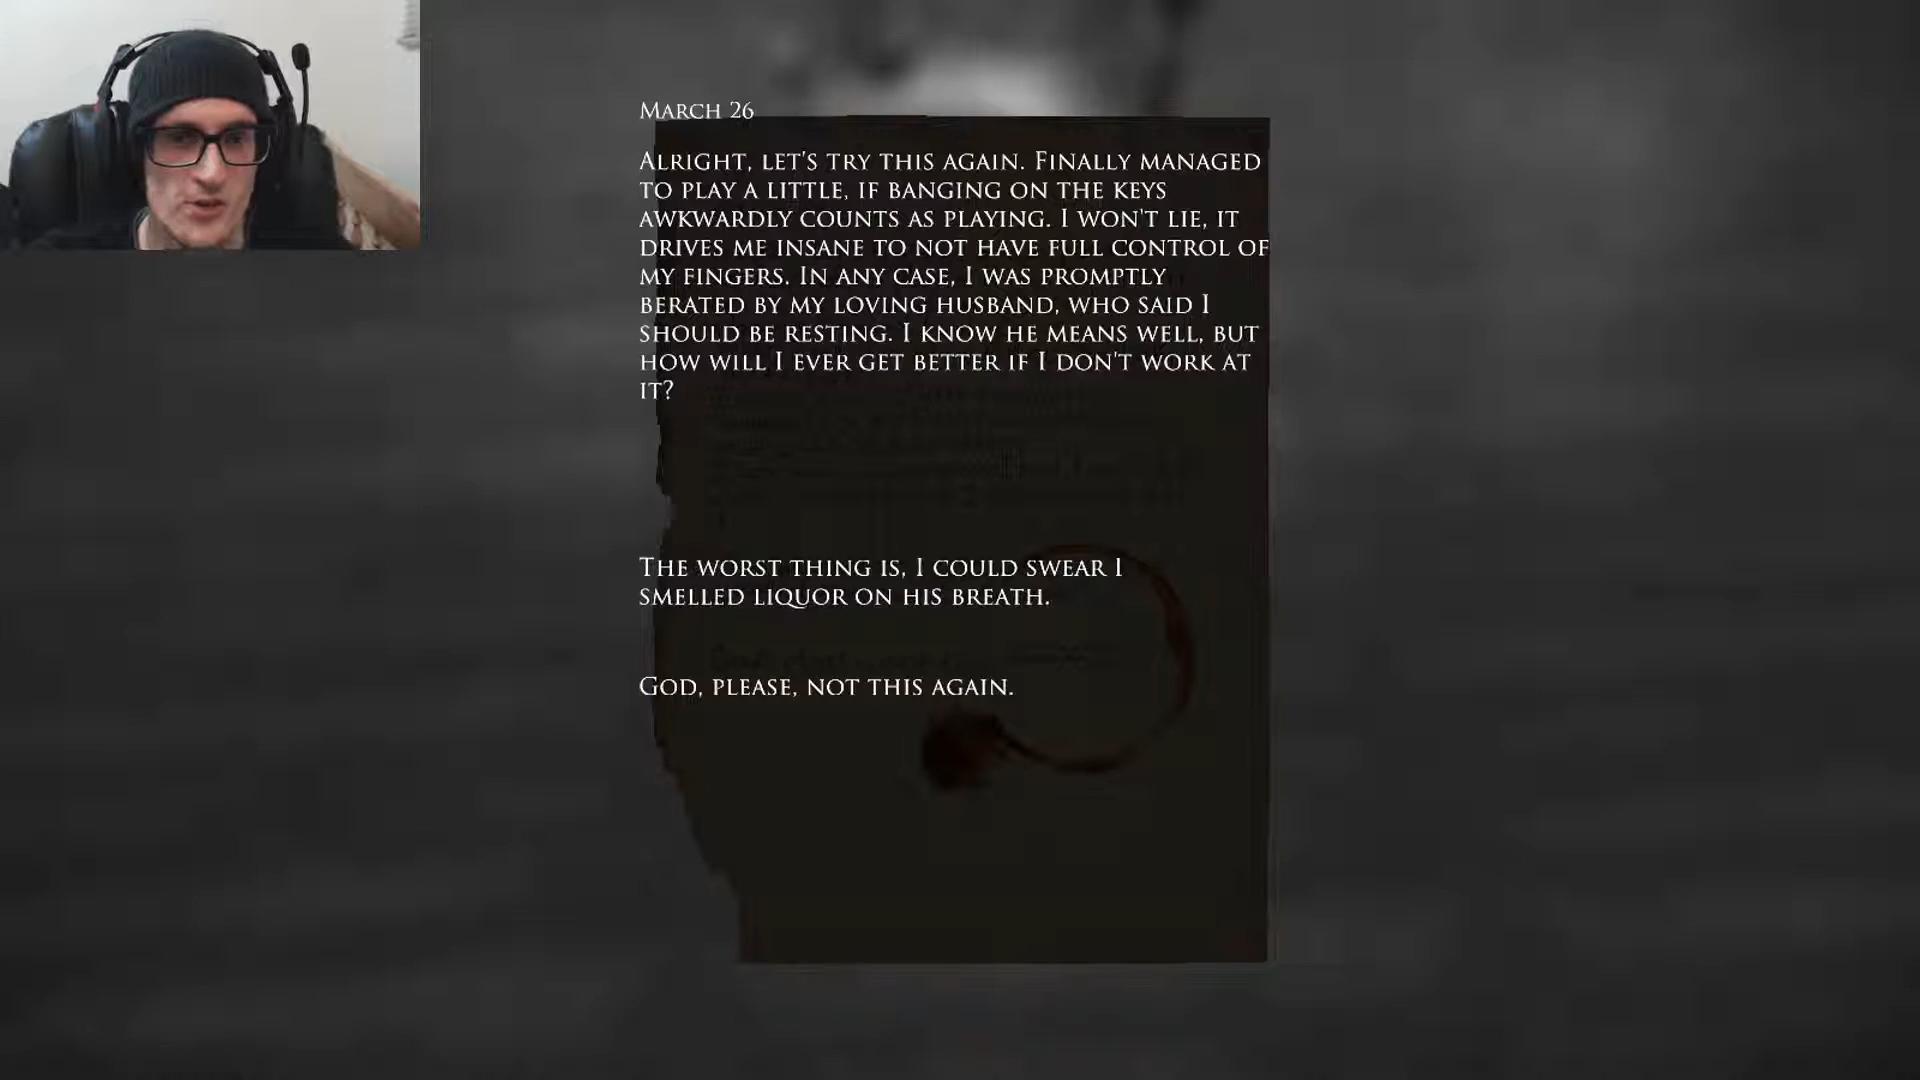 March 26
Alright, let's try this again. Finally managed
to play a little, if banging on the keys
awkwardly counts as playing. I won't lie, it
drives me insane to not have full control of
my fingers. In any case, I was promptly
berated by my loving husband, who said I
should be resting. I know he means well, but
how will I ever get better if I don't work at
it?
The worst thing is, I could swear I
smelled liquor on his breath.
God, please, not this again.